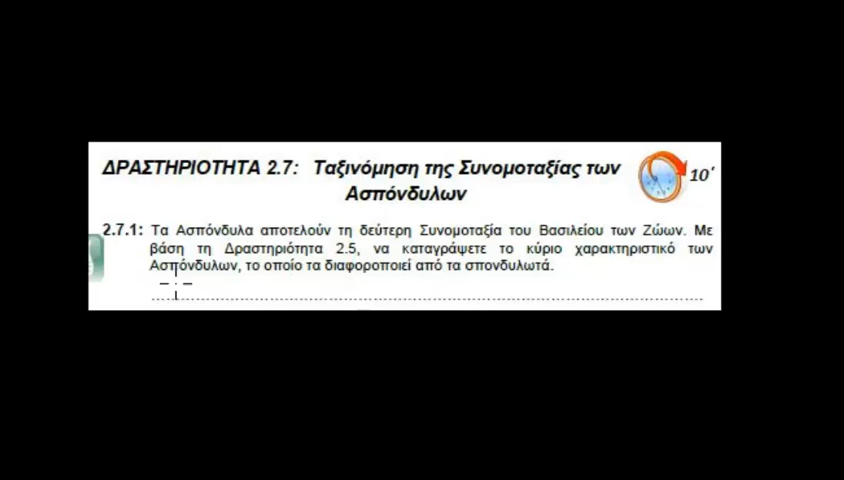 ΔΡΑΣΤΗΡΙΟΤΗΤΑ 2.7: Ταξινόμηση της Συνομοταξίας των
Ασπόνδυλων
10΄
2.7.1: Τα Ασπόνδυλα αποτελούν τη δεύτερη Συνομοταξία του Βασιλείου των Ζώων. Με
βάση τη Δραστηριότητα 2.5, να καταγράψετε το κύριο χαρακτηριστικό των
Ασπόνδυλων, το οποίο τα διαφοροποιεί από τα σπονδυλωτά.